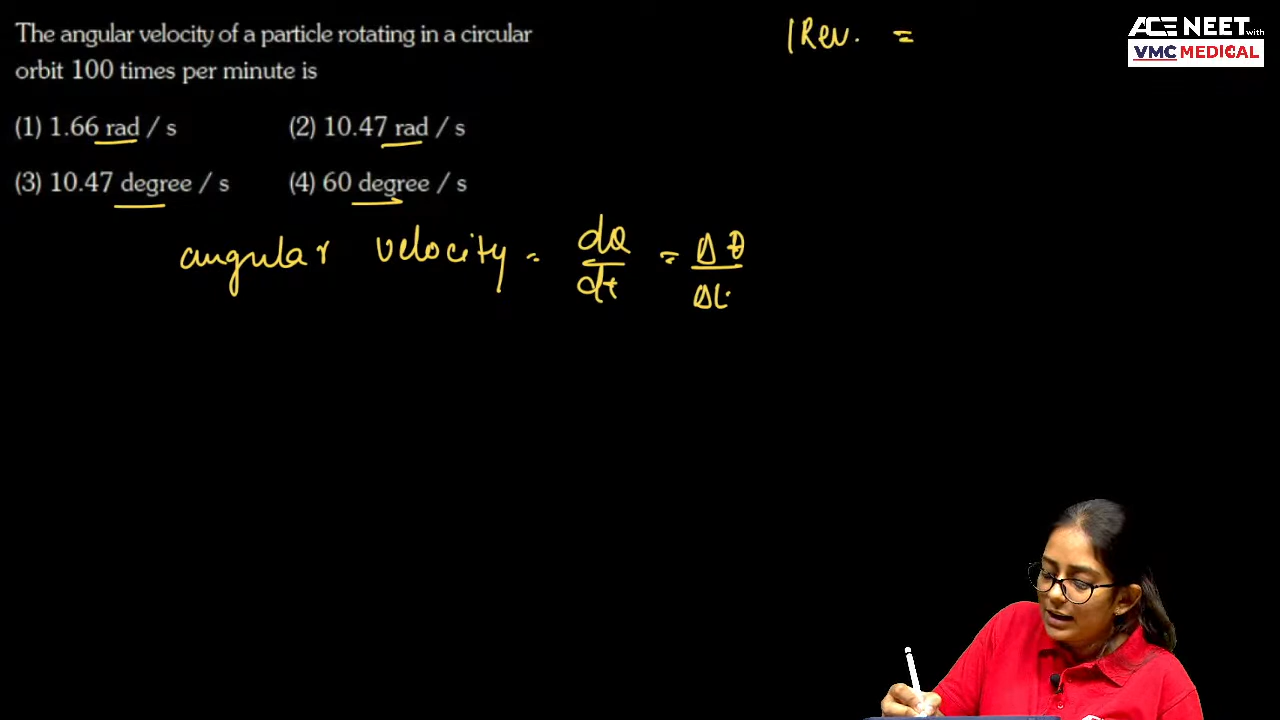 The angular velocity of a particle rotating in a circular
orbit 100 times per minute is
(1) 1.66 rad / s (2) 10.47 rad / s
(3) 10.47 degree / s (4) 60 degree / s
angular velocity = dθ/dt = Δθ/Δt
1 Rev. =
ACE NEET with
VMC MEDICAL